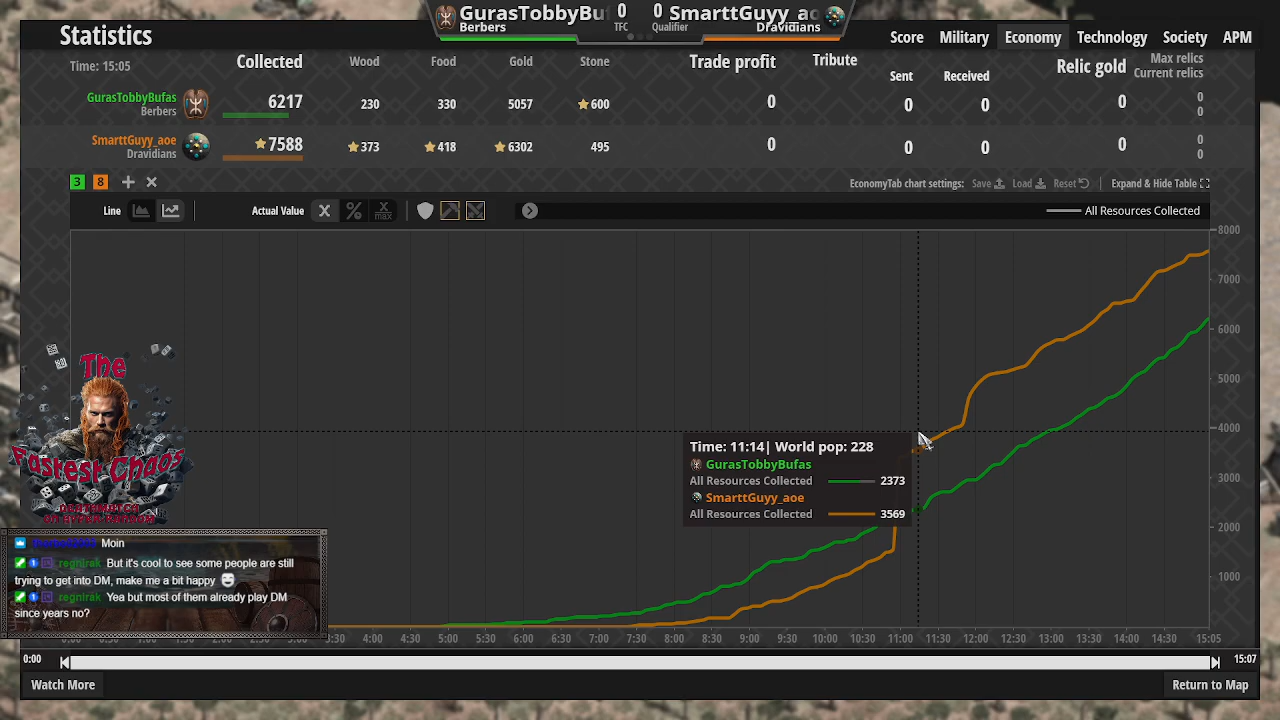 GurasTobbyBu 0 0 SmarttGuyy_ao
Berbers TFC Qualifier Dravidians
Statistics Score Military Economy Technology Society APM
Time: 15:05 Collected Wood Food Gold Stone Trade profit Tribute Sent Received Relic gold Max relics
Current relics
GurasTobbyBufas 6217 230 330 5057 600 0 0 0 0 0
Berbers 0
SmarttGuyy_aoe 7588 373 418 6302 495 0 0 0 0 0
Dravidians 0
3 8 EconomyTab chart settings: Save Load Reset Expand & Hide Table
Line Actual Value X % X max All Resources Collected
8000
7000
6000
5000
4000
3000
2000
1000
Time: 11:14| World pop: 228
GurasTobbyBufas
All Resources Collected 2373
SmarttGuyy_aoe
All Resources Collected 3569
The
Fastest Chaos
DEATHMATCH
Moin
regnirak But it's cool to see some people are still
trying to get into DM, make me a bit happy
regnirak Yea but most of them already play DM
since years no?
3:30 4:00 4:30 5:00 5:30 6:00 6:30 7:00 7:30 8:00 8:30 9:00 9:30 10:00 10:30 11:00 11:30 12:00 12:30 13:00 13:30 14:00 14:30 15:05
0:00 15:07
Watch More Return to Map